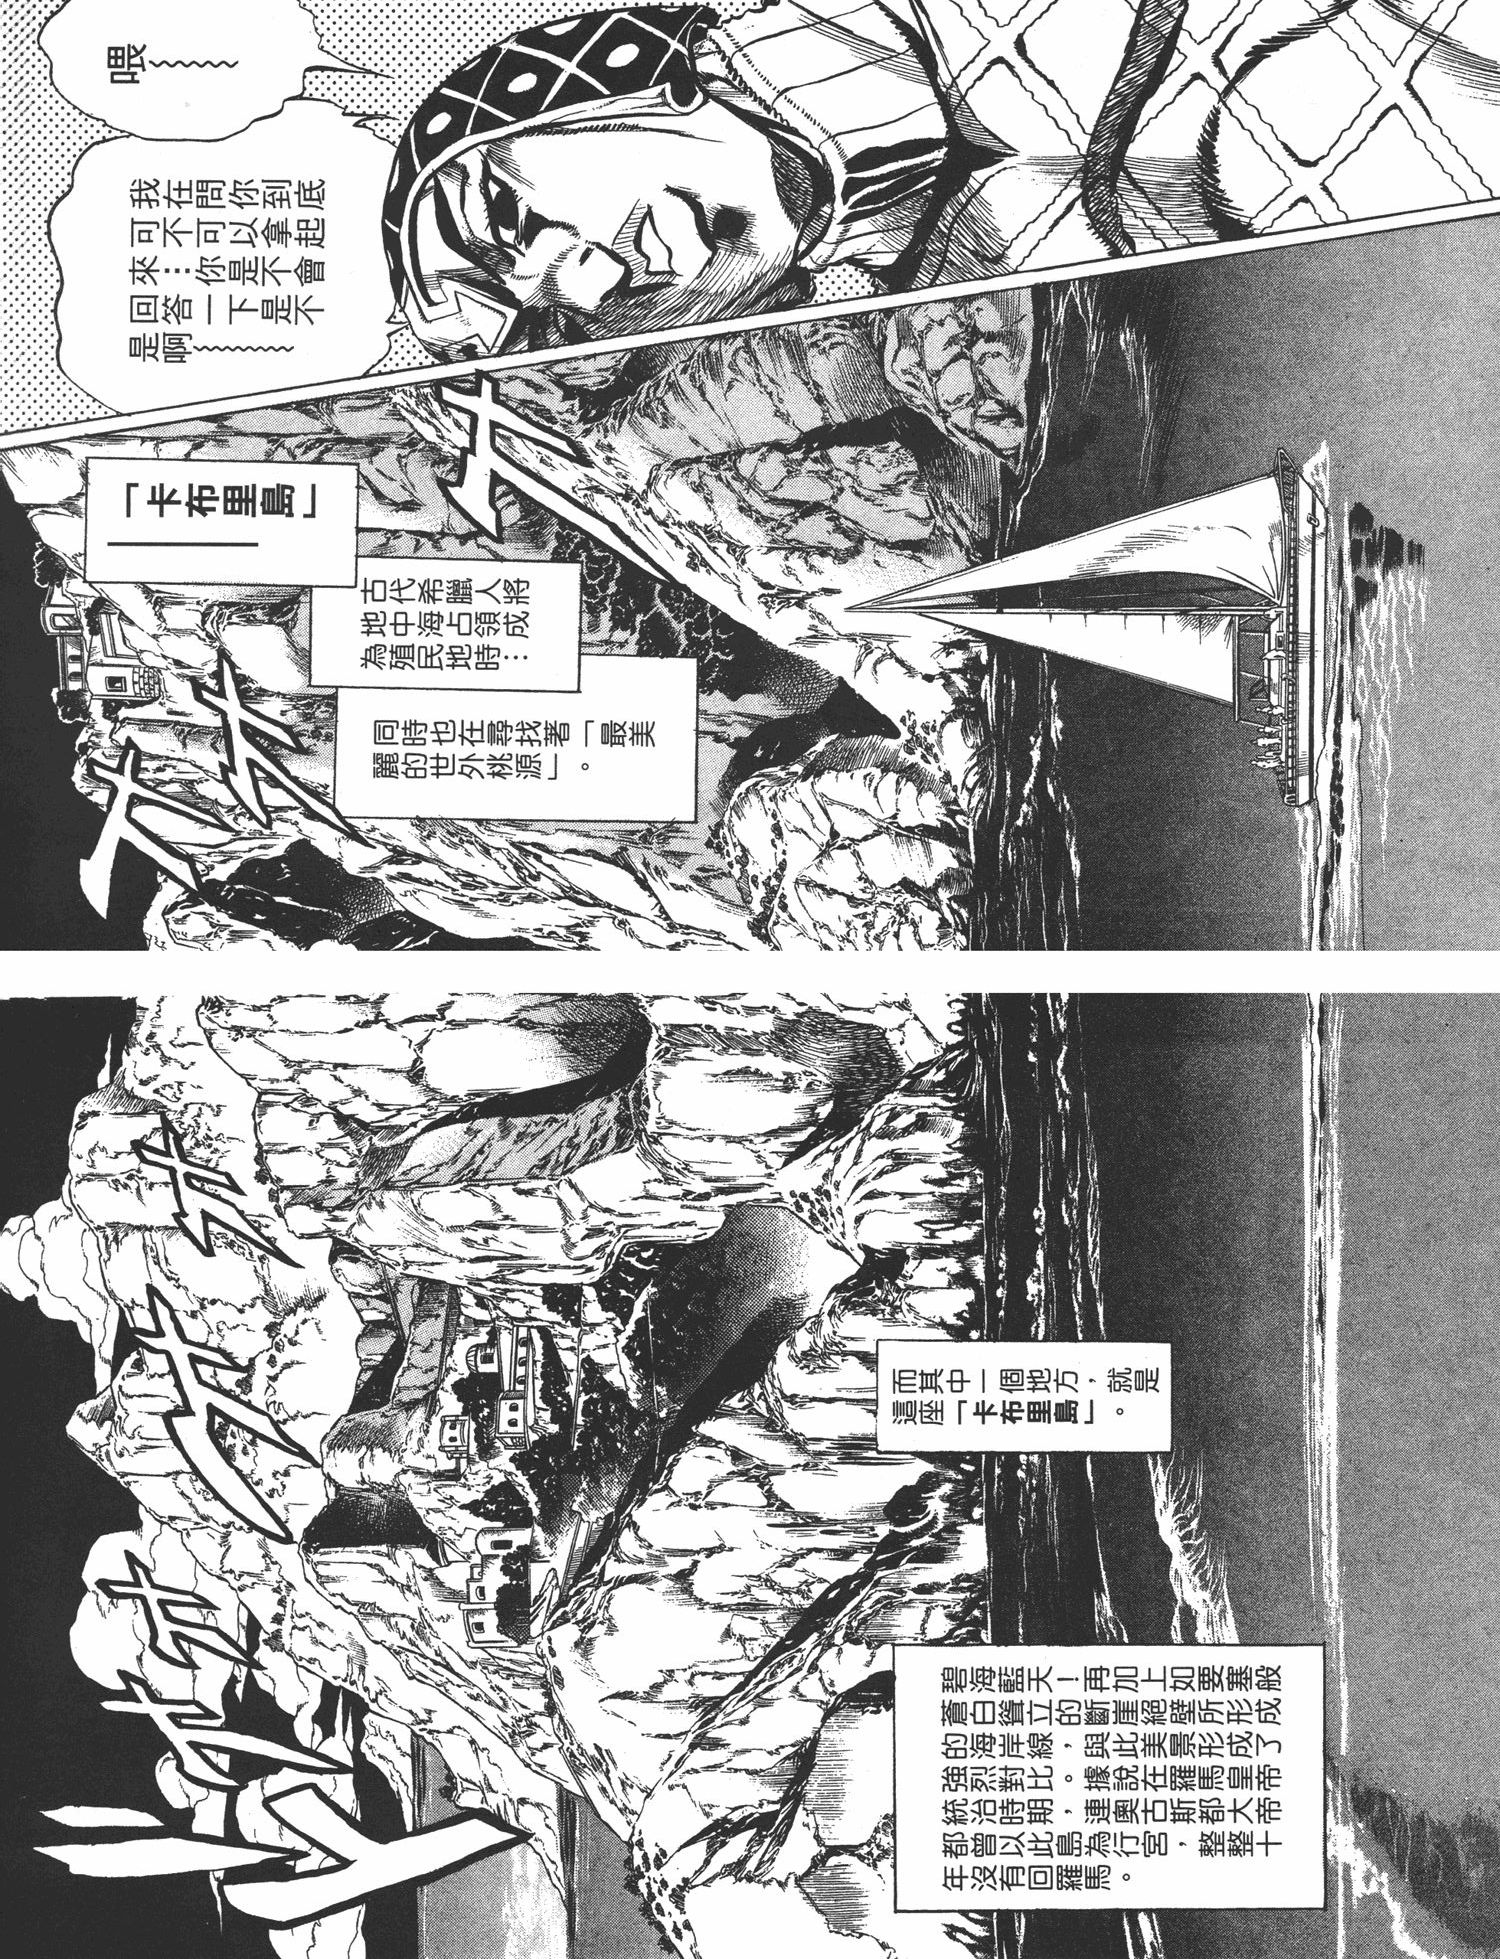 喂~~~~
我在問你到底
可不可以拿起
來…你是不會
回答一下是不
是啊~~~~
「卡布里島」
———
古代希臘人將
地中海占領成
為殖民地時…
同時也在尋找著「最美
麗的世外桃源」。
而其中一個地方，就是
這座「卡布里島」。
碧海藍天！再加上如要塞般
蒼白聳立的斷崖絕壁所形成
的海岸線，與此美景形成了
強烈對比。據說在羅馬皇帝
統治時期，連奧古斯都大帝
都曾以此島為行宮，整整十
年沒有回羅馬。